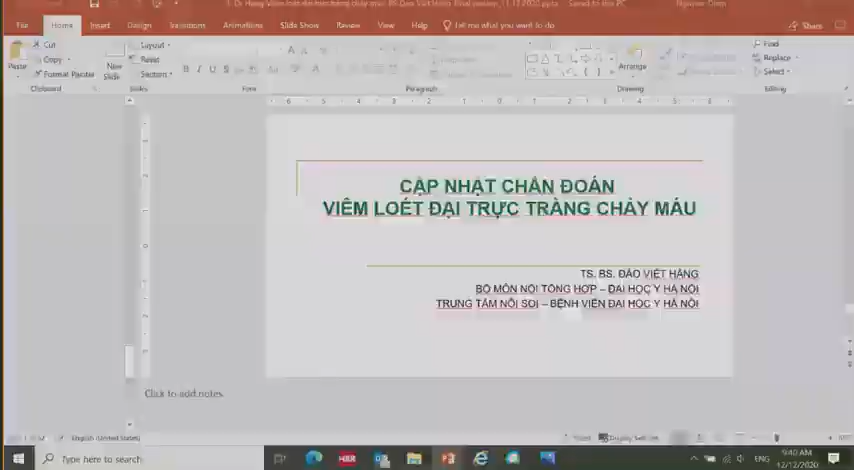 File Home Insert Design Transitions Animations Slide Show Review View Help Tell me what you want to do Share
Cut
Copy
Format Painter
Paste
Clipboard
New Slide
Layout
Reset
Section
Slides
Font
Paragraph
Arrange
Drawing
Find
Replace
Select
Editing
CẬP NHẬT CHẨN ĐOÁN
VIÊM LOÉT ĐẠI TRỰC TRÀNG CHẢY MÁU
TS. BS. ĐÀO VIỆT HẰNG
BỘ MÔN NỘI TỔNG HỢP – ĐẠI HỌC Y HÀ NỘI
TRUNG TÂM NỘI SOI – BỆNH VIỆN ĐẠI HỌC Y HÀ NỘI
Click to add notes
English (United States)
Type here to search
ENG
9:40 AM
12/12/2020